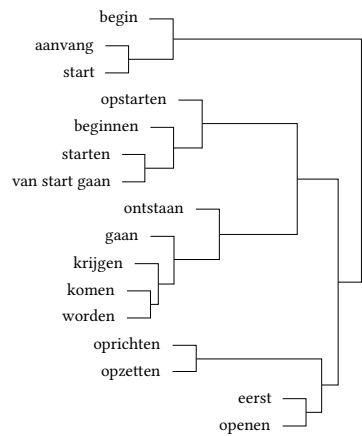 begin
aanvang
start
opstarten
beginnen
starten
van start gaan
ontstaan
gaan
krijgen
komen
worden
oprichten
opzetten
eerst
openen